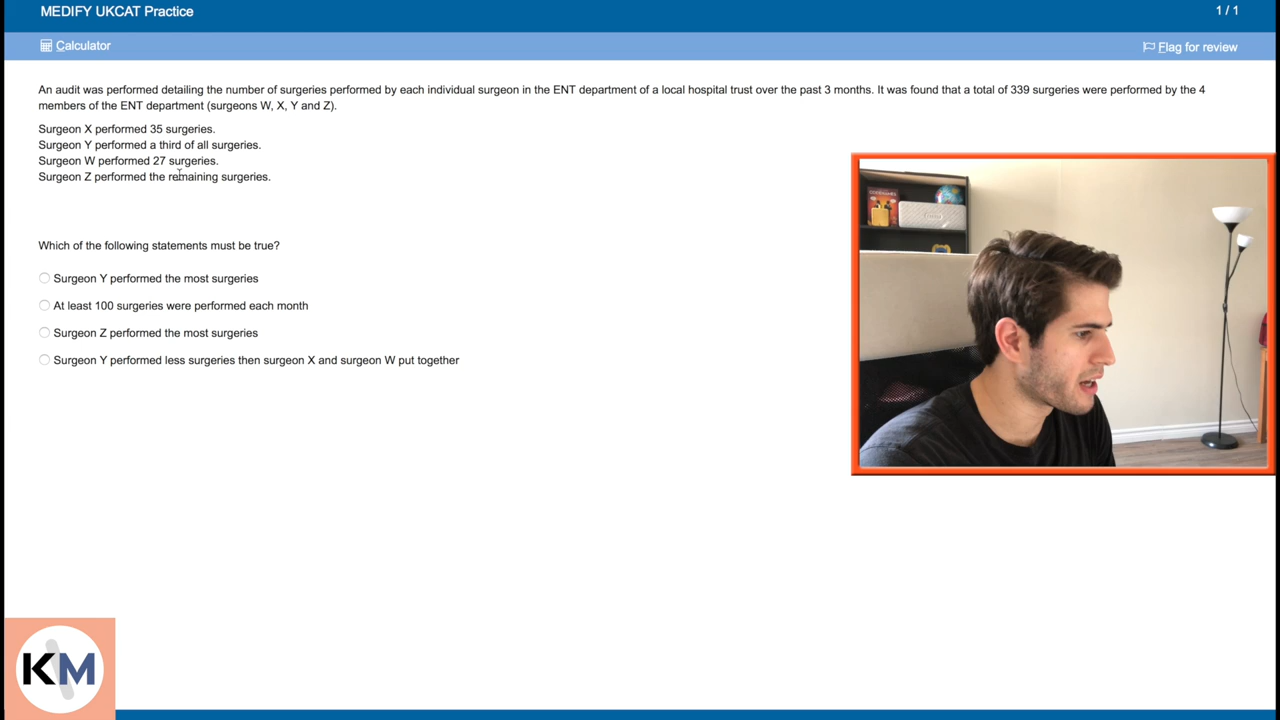 MEDIFY UKCAT Practice
1 / 1
Calculator
Flag for review
An audit was performed detailing the number of surgeries performed by each individual surgeon in the ENT department of a local hospital trust over the past 3 months. It was found that a total of 339 surgeries were performed by the 4
members of the ENT department (surgeons W, X, Y and Z).
Surgeon X performed 35 surgeries.
Surgeon Y performed a third of all surgeries.
Surgeon W performed 27 surgeries.
Surgeon Z performed the remaining surgeries.
Which of the following statements must be true?
Surgeon Y performed the most surgeries
At least 100 surgeries were performed each month
Surgeon Z performed the most surgeries
Surgeon Y performed less surgeries then surgeon X and surgeon W put together
CODENAMES
KM